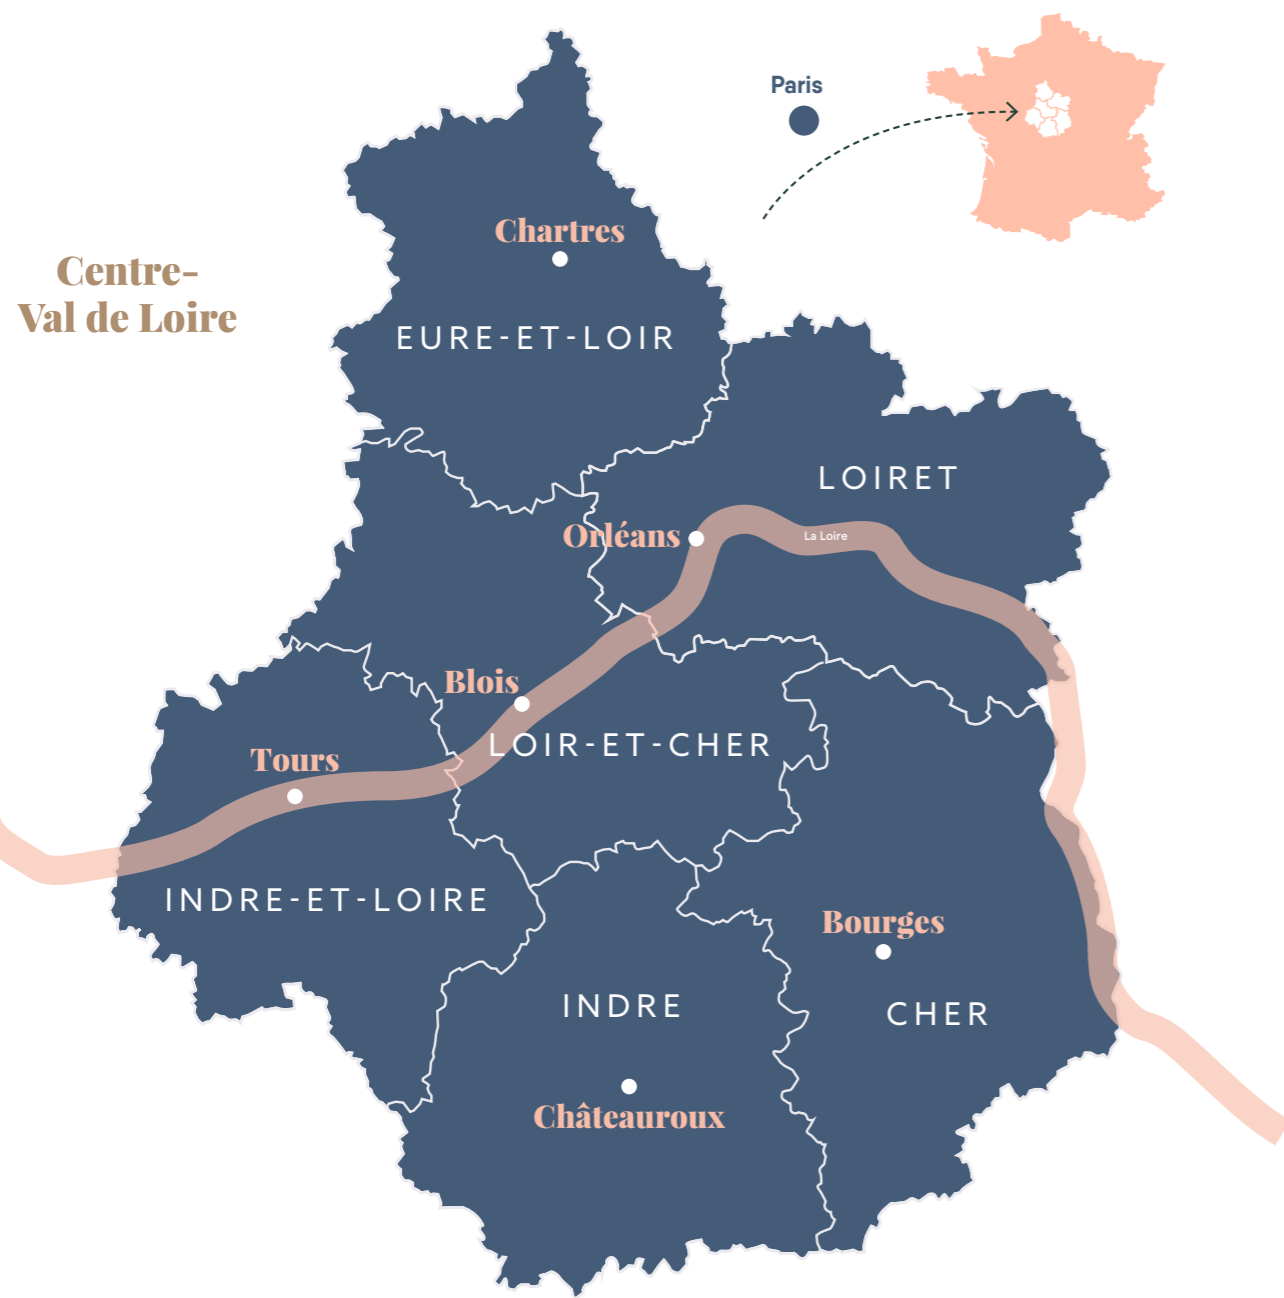 Paris
Chartres
Centre-
Val de Loire
EURE-ET-LOIR
LOIRET
Orléans
La Loire
Blois
LOIR-ET-CHER
Tours
INDRE-ET-LOIRE
Bourges
INDRE
CHER
Châteauroux